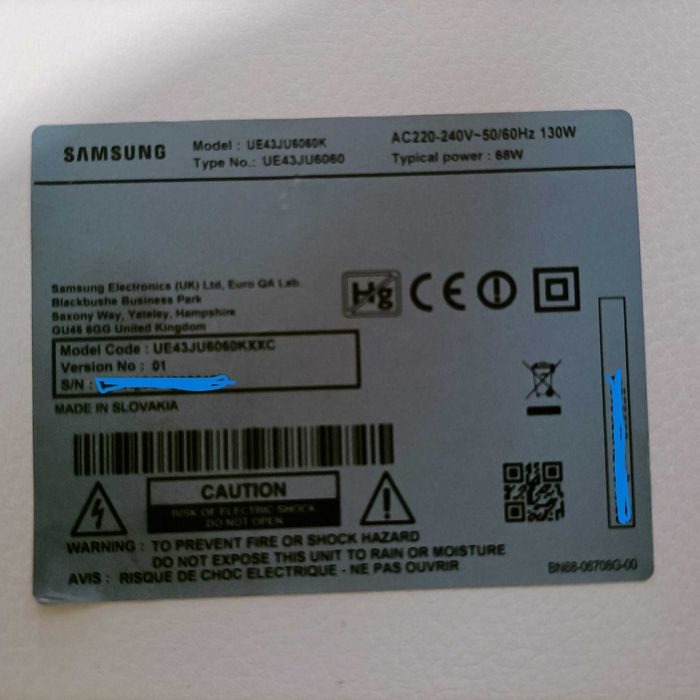 SAMSUNG
Model : UE43JU6060K
Type No.: UE43JU6060
AC220-240V~50/60Hz 130W
Typical power : 68W
Samsung Electronics (UK) Ltd, Euro QA Lab.
Blackbushe Business Park
Saxony Way, Yateley, Hampshire
GU46 6GG United Kingdom
Hg
CE
Model Code : UE43JU6060KXXC
Version No : 01
S/N :
MADE IN SLOVAKIA
CAUTION
RISK OF ELECTRIC SHOCK
DO NOT OPEN
WARNING : TO PREVENT FIRE OR SHOCK HAZARD
DO NOT EXPOSE THIS UNIT TO RAIN OR MOISTURE
AVIS : RISQUE DE CHOC ELECTRIQUE - NE PAS OUVRIR
BN68-06708G-00